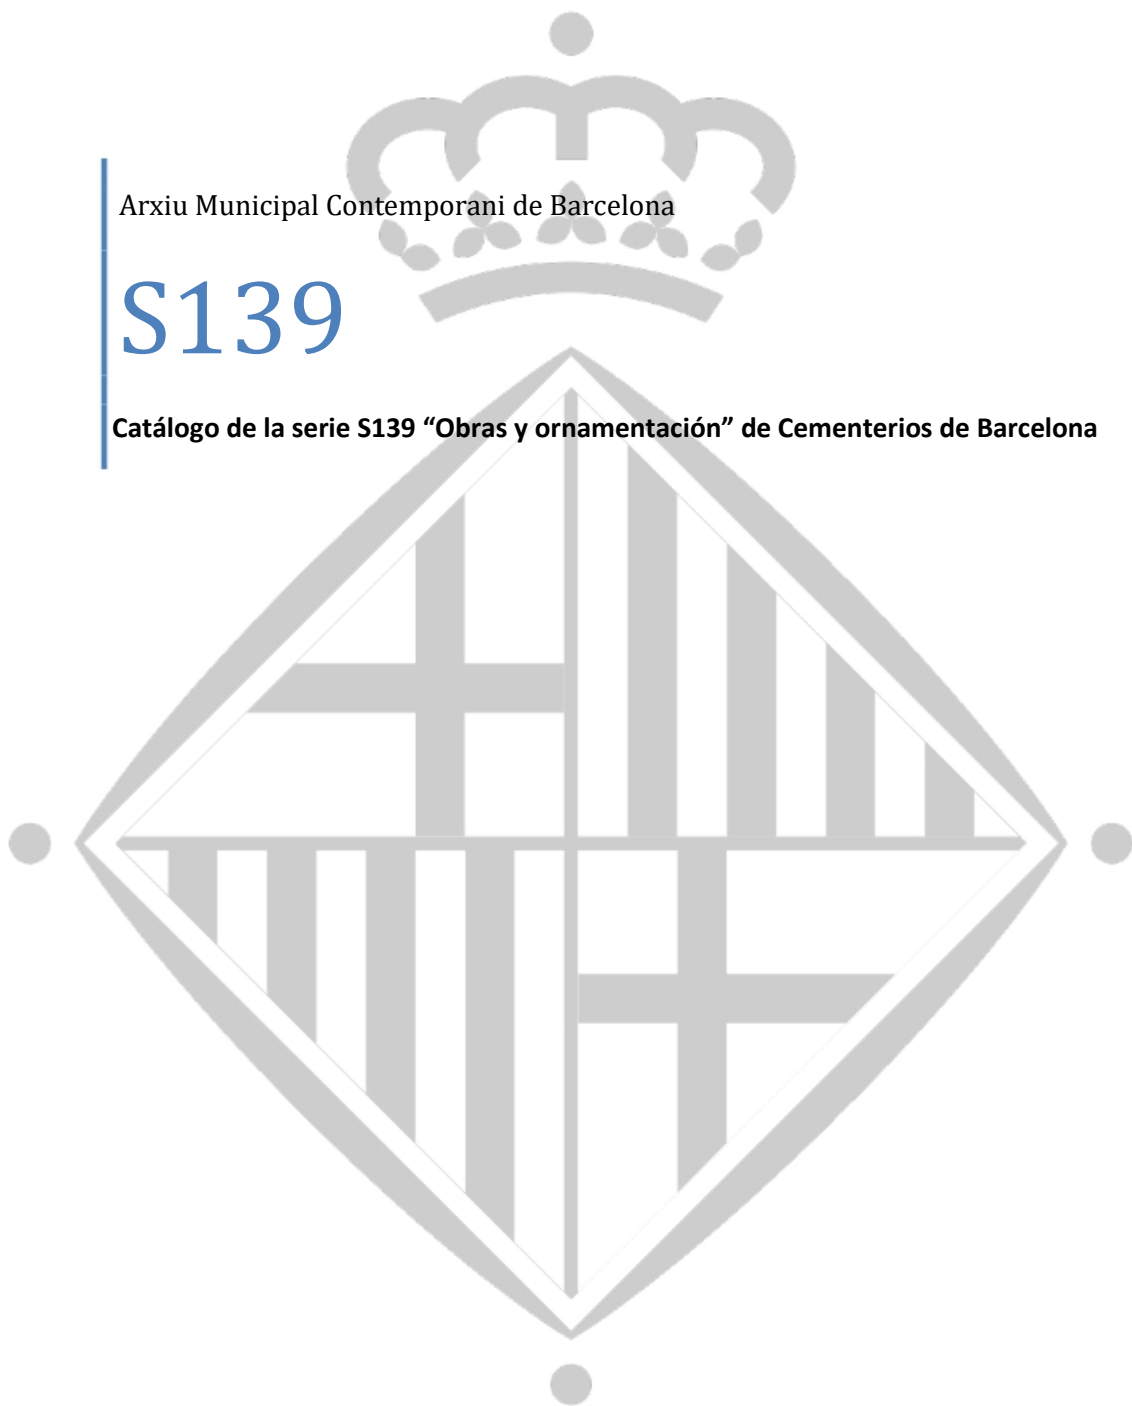 Arxiu Municipal Contemporani de Barcelona
S139
Catálogo de la serie S139 “Obras y ornamentación” de Cementerios de Barcelona